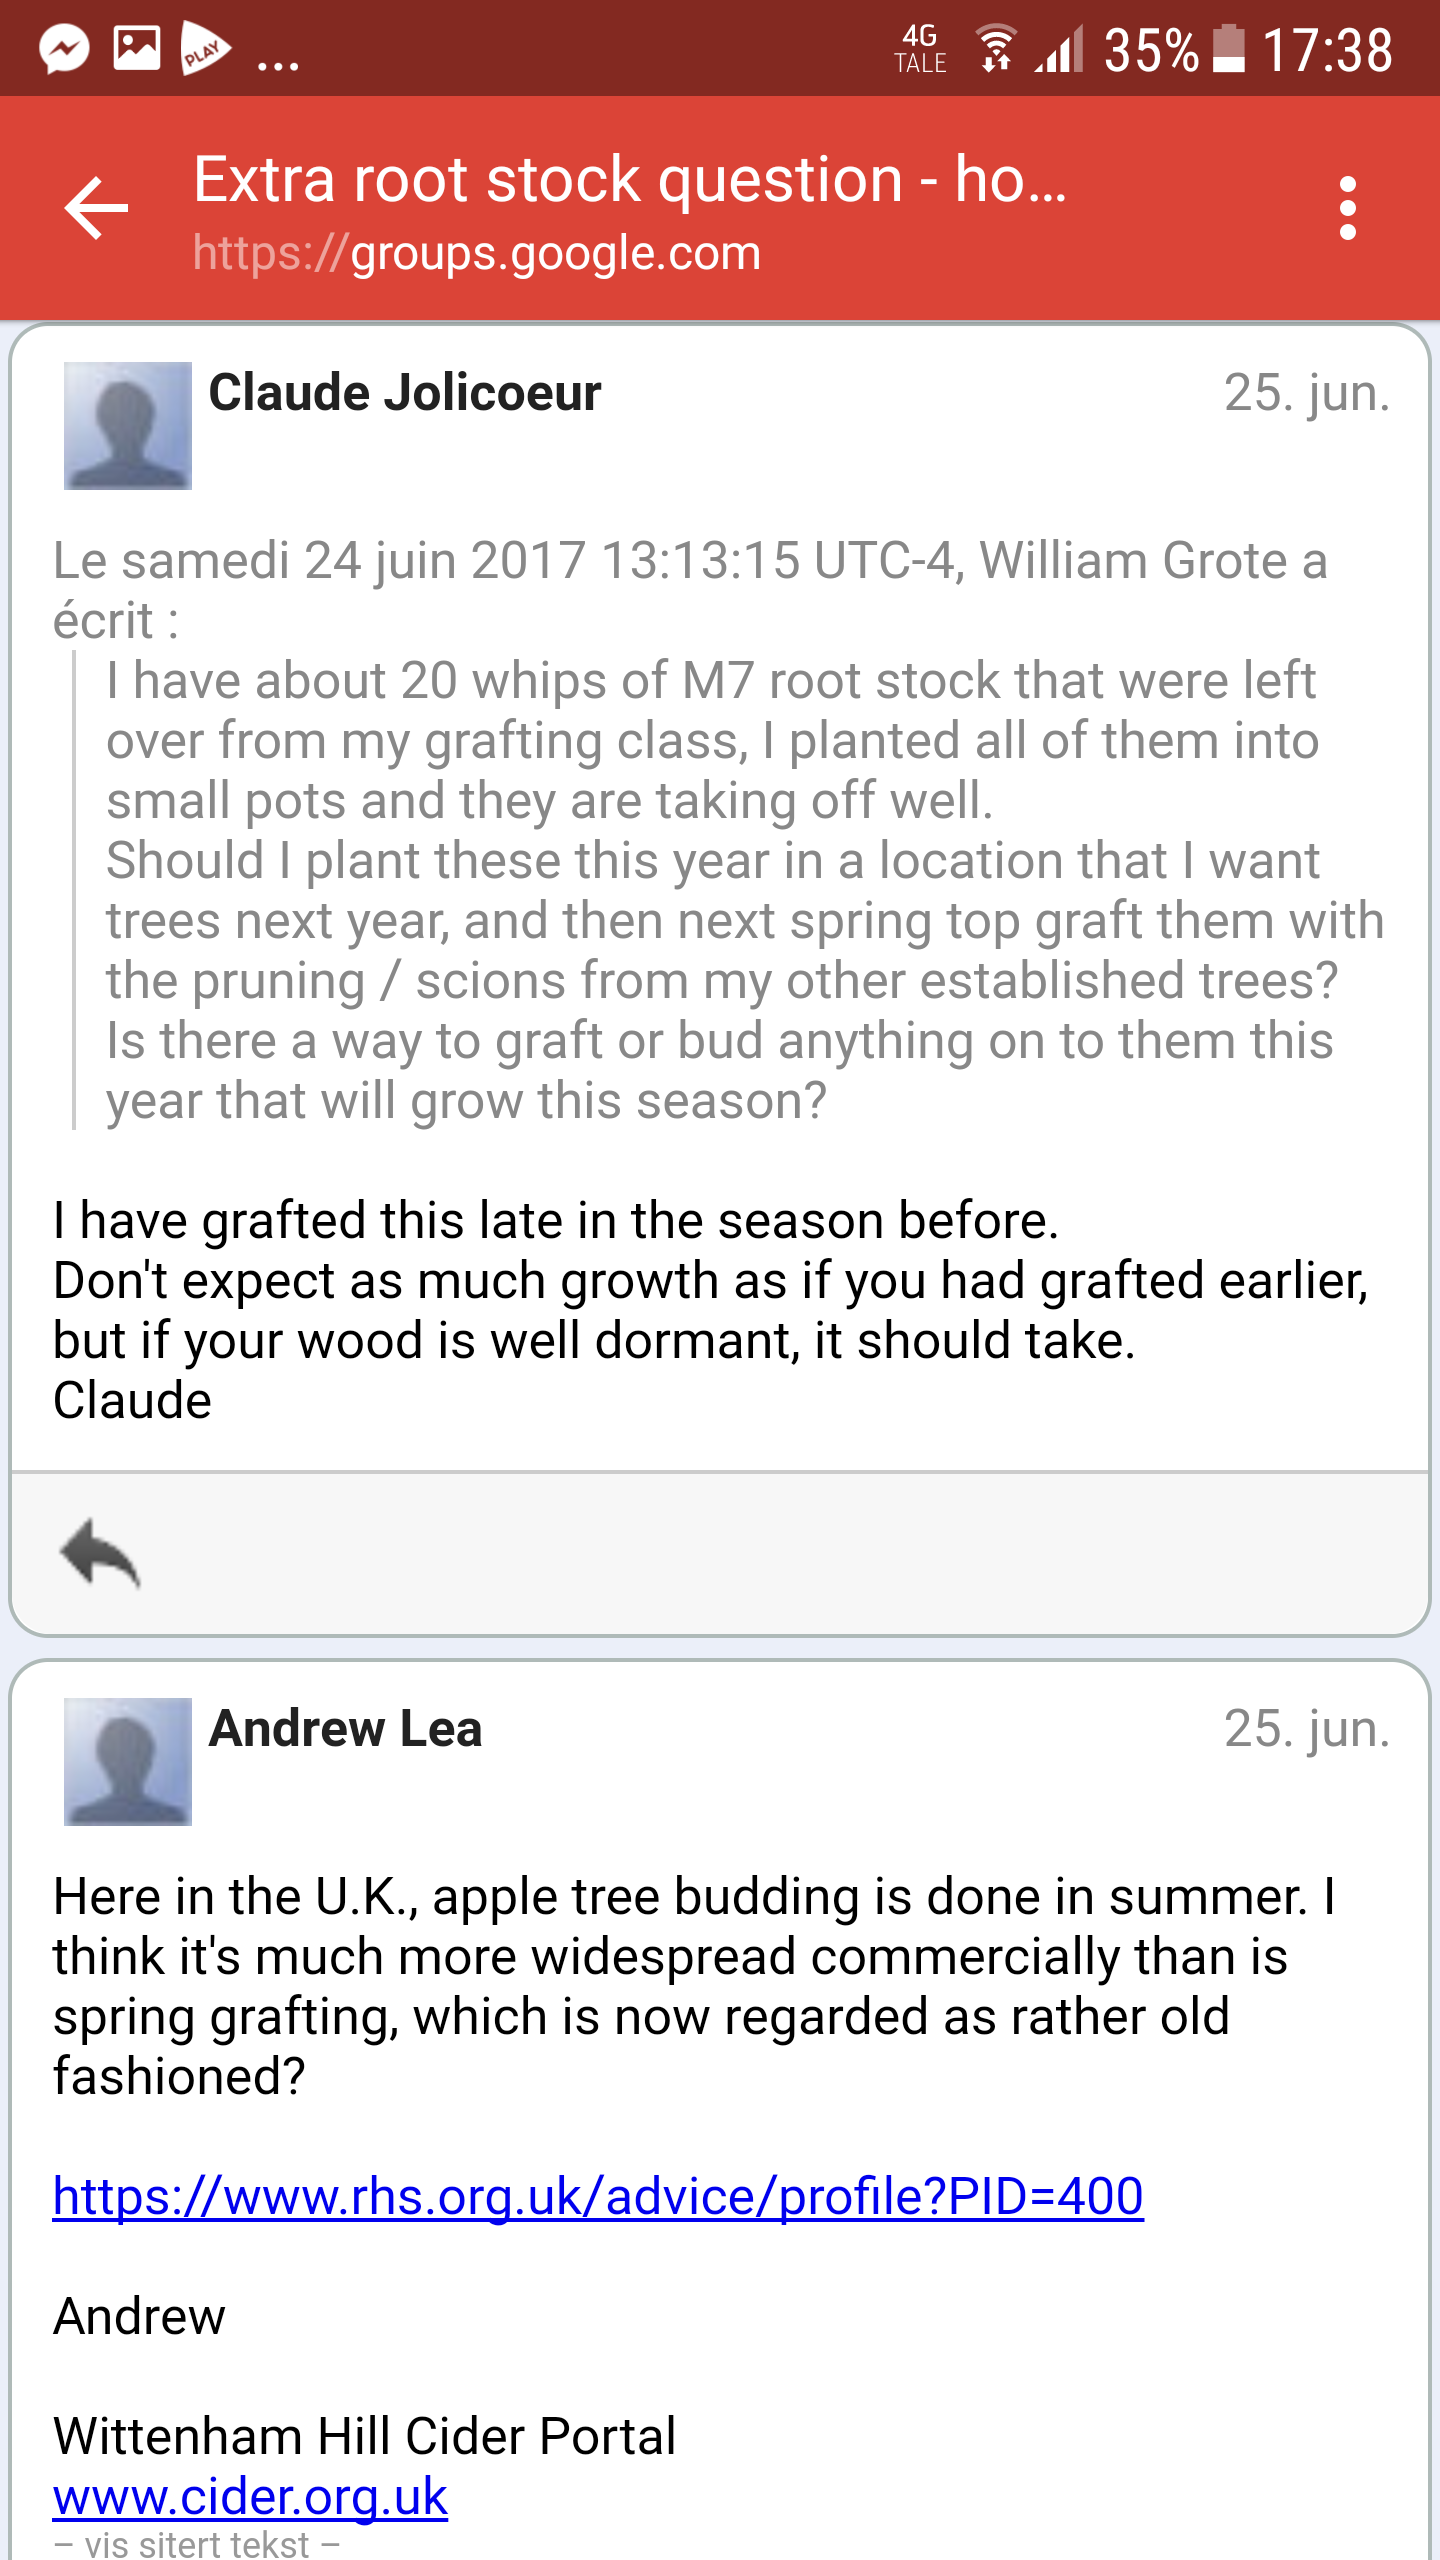 PLAY
...
4G
TALE
35%
17:38
Extra root stock question - ho...
https://groups.google.com
Claude Jolicoeur
25. jun.
Le samedi 24 juin 2017 13:13:15 UTC-4, William Grote a
écrit :
I have about 20 whips of M7 root stock that were left
over from my grafting class, I planted all of them into
small pots and they are taking off well.
Should I plant these this year in a location that I want
trees next year, and then next spring top graft them with
the pruning / scions from my other established trees?
Is there a way to graft or bud anything on to them this
year that will grow this season?
I have grafted this late in the season before.
Don't expect as much growth as if you had grafted earlier,
but if your wood is well dormant, it should take.
Claude
Andrew Lea
25. jun.
Here in the U.K., apple tree budding is done in summer. I
think it's much more widespread commercially than is
spring grafting, which is now regarded as rather old
fashioned?
https://www.rhs.org.uk/advice/profile?PID=400
Andrew
Wittenham Hill Cider Portal
www.cider.org.uk
– vis sitert tekst –